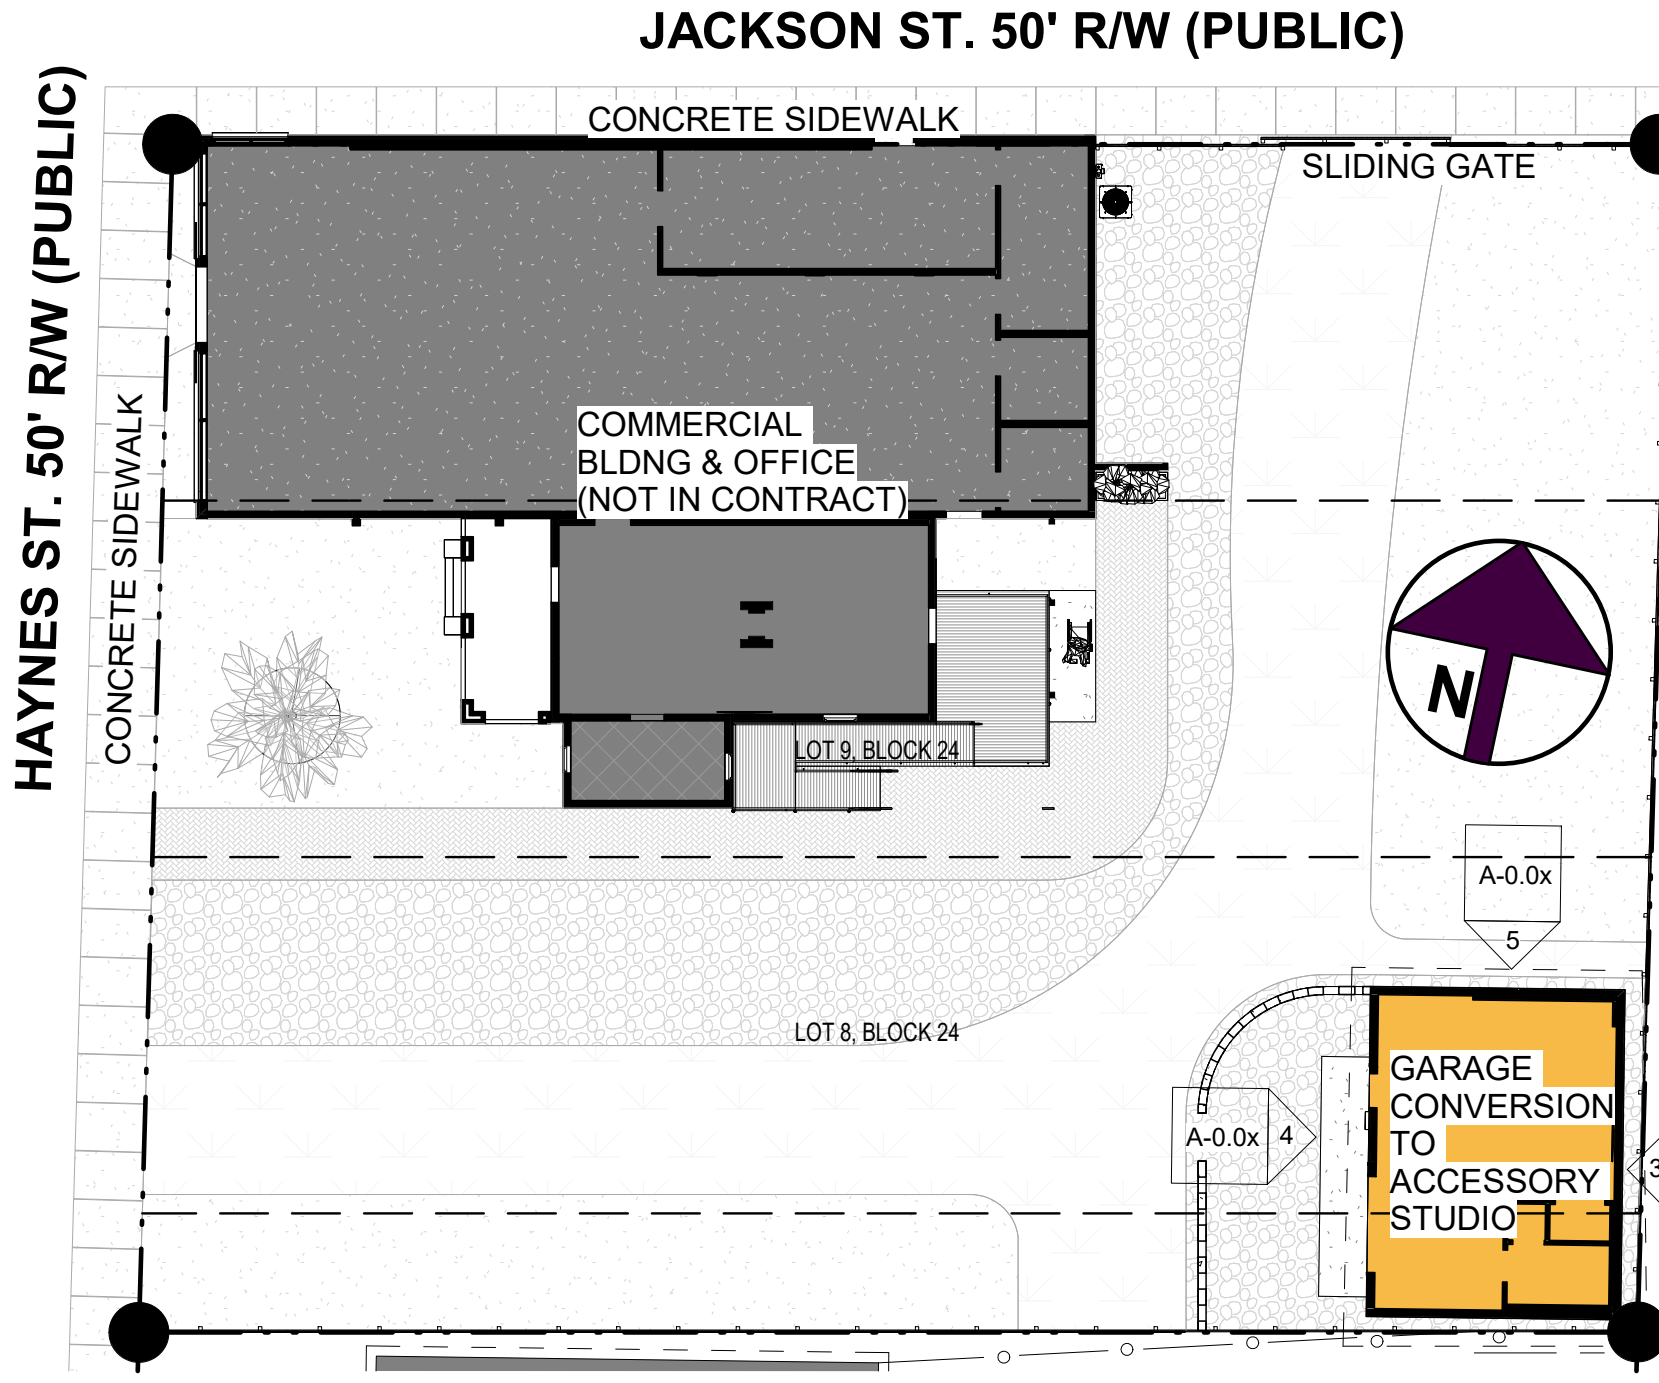 JACKSON ST. 50' R/W (PUBLIC)
HAYNES ST. 50' R/W (PUBLIC)
CONCRETE SIDEWALK
SLIDING GATE
CONCRETE SIDEWALK
COMMERCIAL
BLDNG & OFFICE
(NOT IN CONTRACT)
N
LOT 9, BLOCK 24
A-0.0x
5
LOT 8, BLOCK 24
GARAGE
CONVERSION
TO
ACCESSORY
STUDIO
A-0.0x
4
3